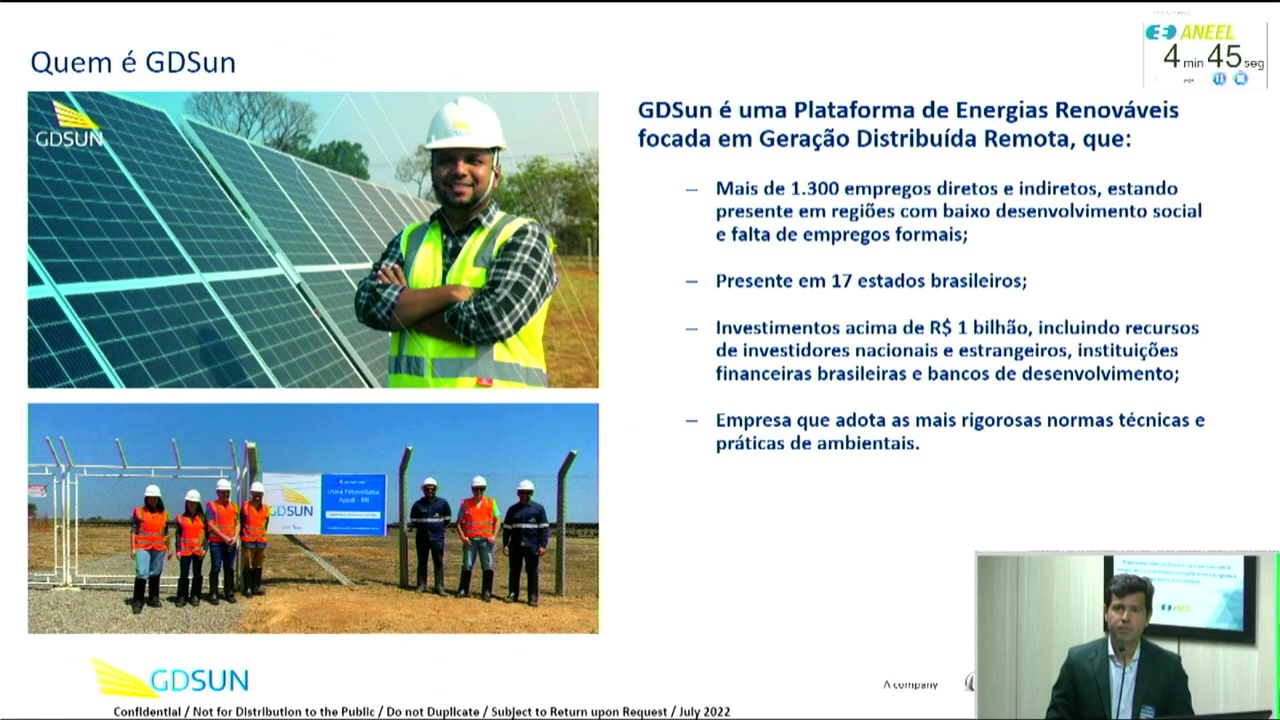 Quem é GDSun
ANEEL
4 min 45 seg
GDSUN
GDSun é uma Plataforma de Energias Renováveis
focada em Geração Distribuída Remota, que:
– Mais de 1.300 empregos diretos e indiretos, estando
presente em regiões com baixo desenvolvimento social
e falta de empregos formais;
– Presente em 17 estados brasileiros;
– Investimentos acima de R$ 1 bilhão, incluindo recursos
de investidores nacionais e estrangeiros, instituições
financeiras brasileiras e bancos de desenvolvimento;
– Empresa que adota as mais rigorosas normas técnicas e
práticas de ambientais.
GDSUN
Usina Fotovoltaica
Apodi - RN
ANEEL
GDSUN
A company
Confidential / Not for Distribution to the Public / Do not Duplicate / Subject to Return upon Request / July 2022